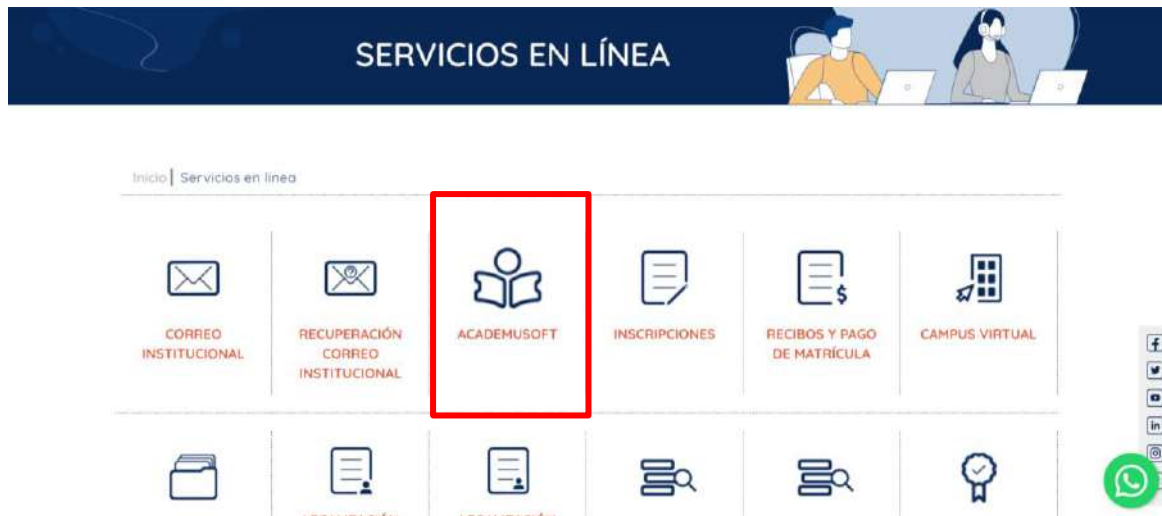 SERVICIOS EN LÍNEA
Inicio | Servicios en línea
CORREO
INSTITUCIONAL
RECUPERACIÓN
CORREO
INSTITUCIONAL
ACADEMUSOFT
INSCRIPCIONES
RECIBOS Y PAGO
DE MATRÍCULA
CAMPUS VIRTUAL